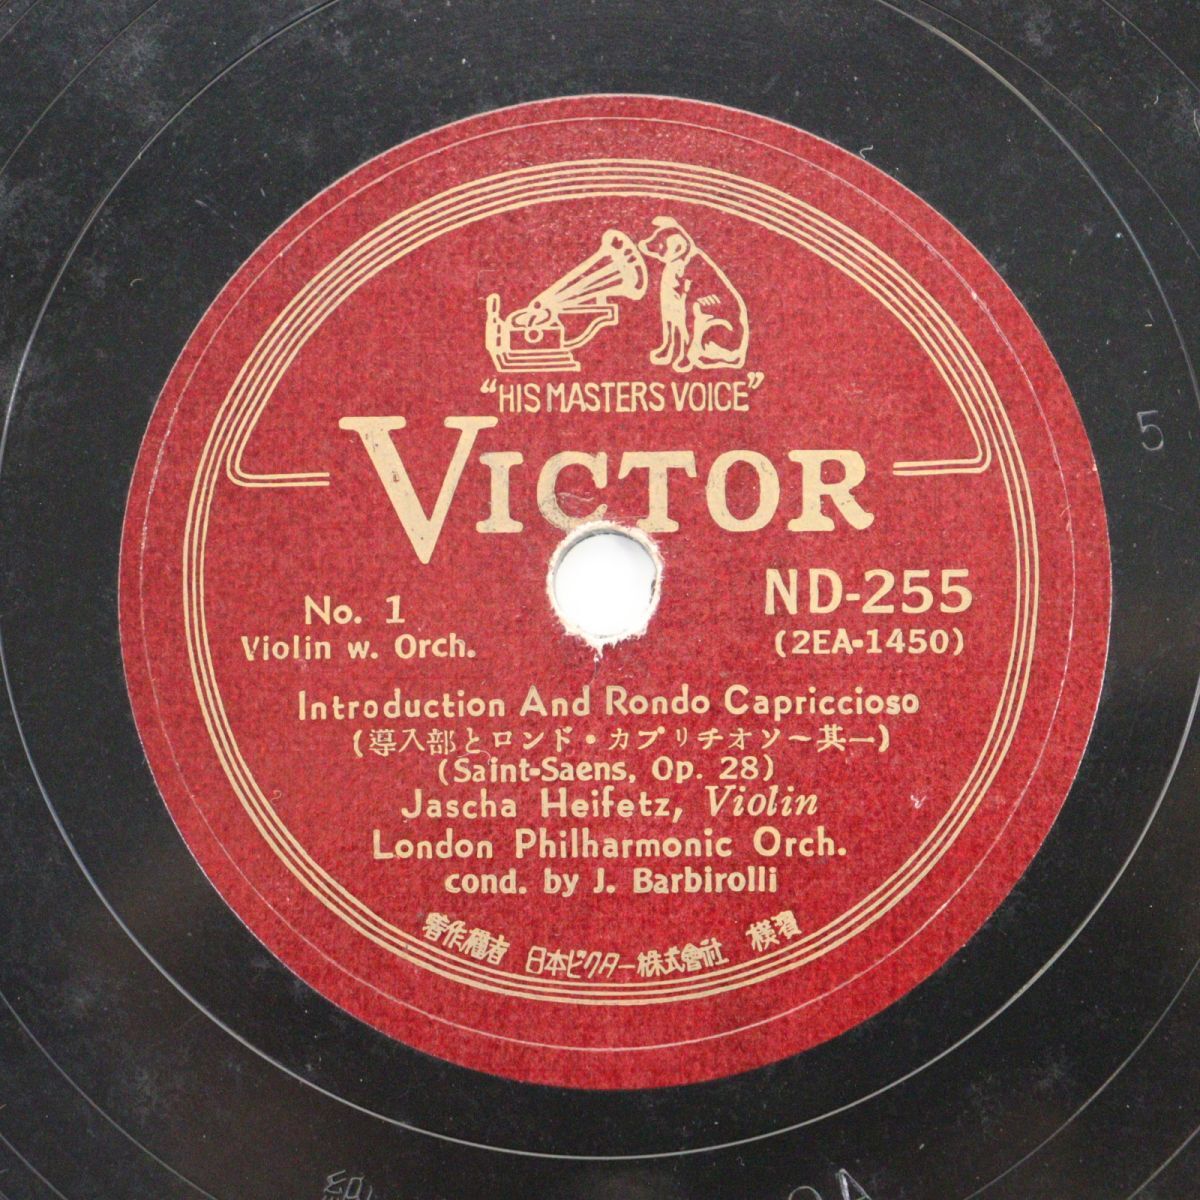 "HIS MASTERS VOICE"
VICTOR
No. 1
Violin w. Orch.
ND-255
(2EA-1450)
Introduction And Rondo Capriccioso
(導入部とロンド・カプリチオソ～其一)
(Saint-Saens, Op. 28)
Jascha Heifetz, Violin
London Philharmonic Orch.
cond. by J. Barbirolli
著作權者 日本ビクター株式會社 橫濱
5